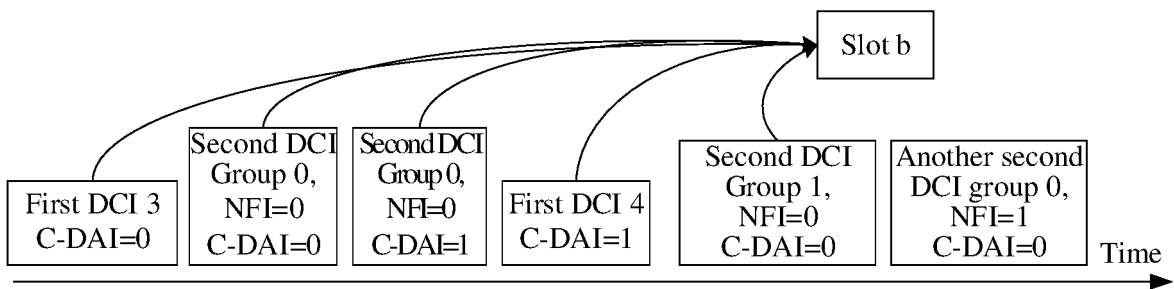 Slot b
First DCI 3
C-DAI=0
Second DCI
Group 0,
NFI=0
C-DAI=0
Second DCI
Group 0,
NFI=0
C-DAI=1
First DCI 4
C-DAI=1
Second DCI
Group 1,
NFI=0
C-DAI=0
Another second
DCI group 0,
NFI=1
C-DAI=0
Time